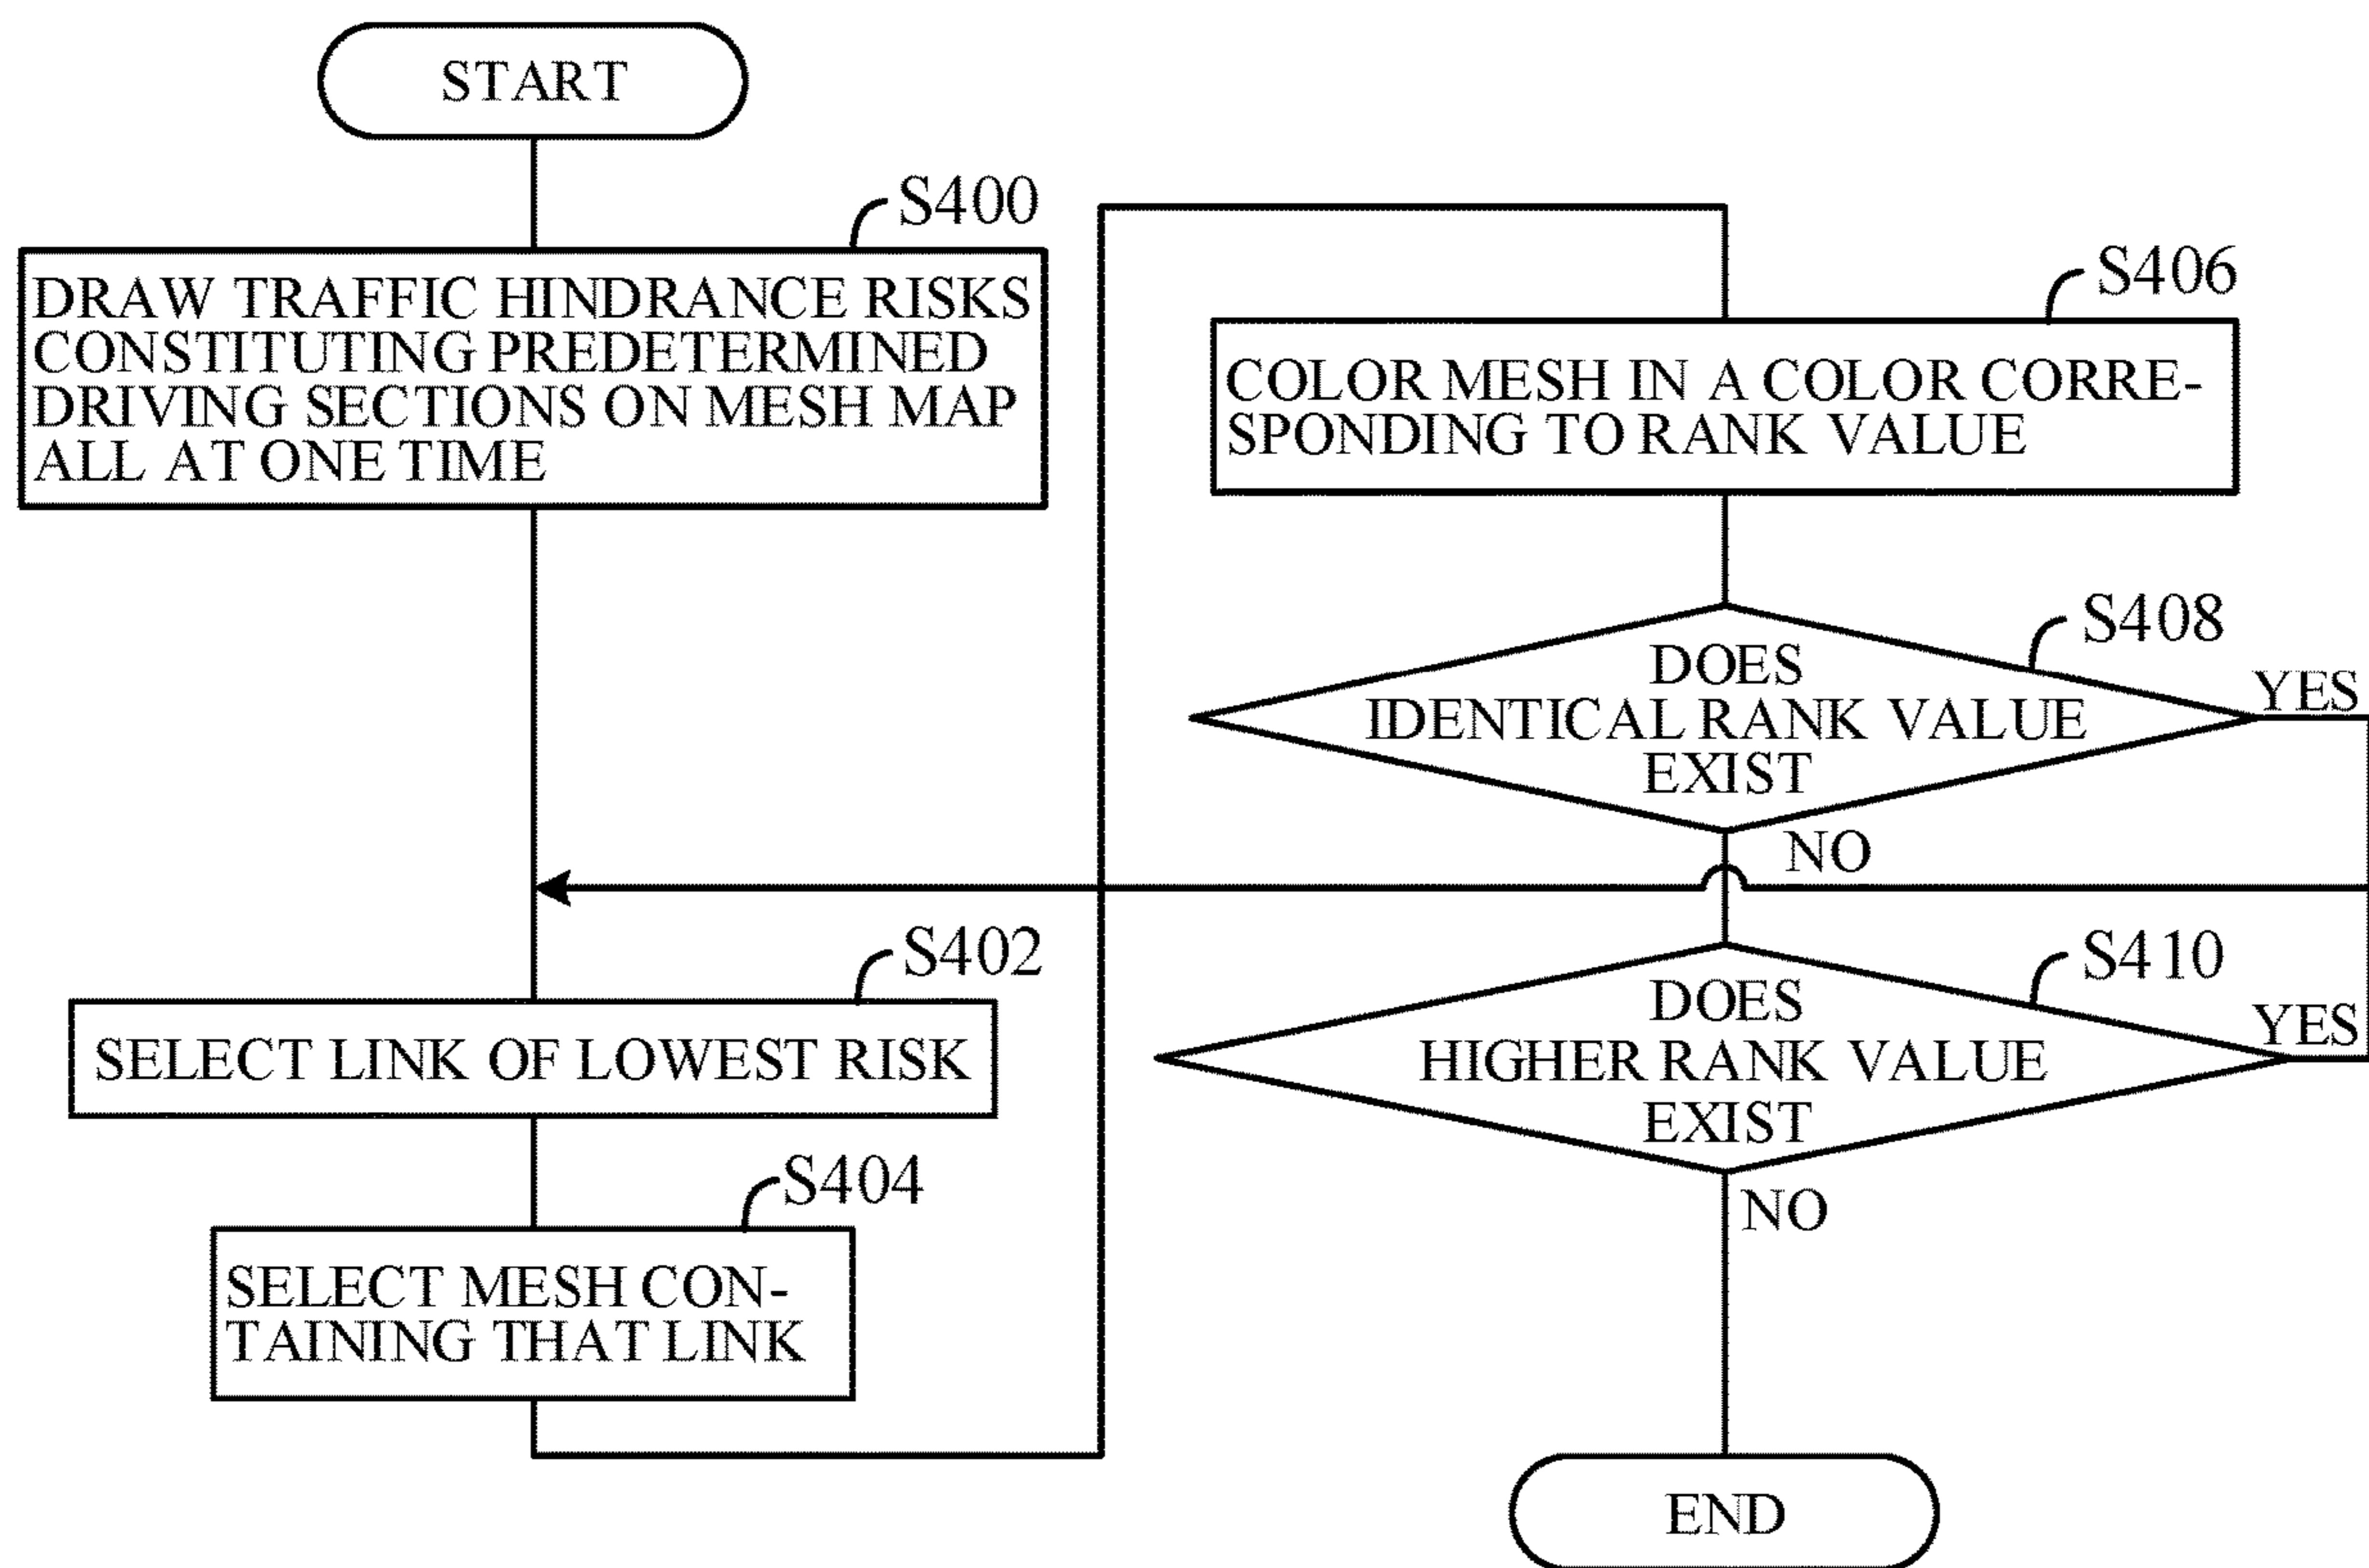 START
S400
DRAW TRAFFIC HINDRANCE RISKS
CONSTITUTING PREDETERMINED
DRIVING SECTIONS ON MESH MAP
ALL AT ONE TIME
S402
SELECT LINK OF LOWEST RISK
S404
SELECT MESH CON-
TAINING THAT LINK
S406
COLOR MESH IN A COLOR CORRE-
SPONDING TO RANK VALUE
S408
DOES
IDENTICAL RANK VALUE
EXIST
YES
NO
S410
DOES
HIGHER RANK VALUE
EXIST
YES
NO
END